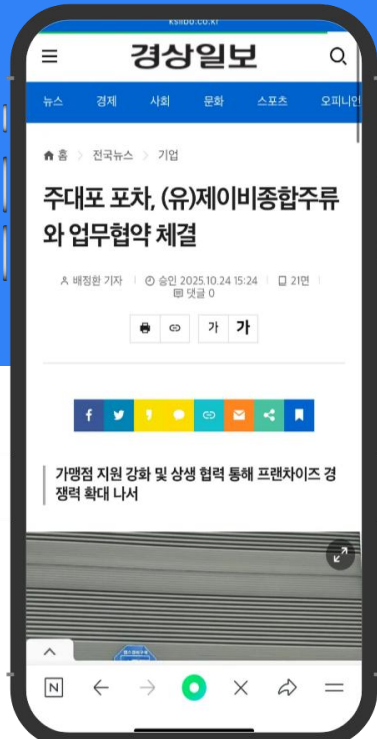 ksilbo.co.kr
경상일보
뉴스 경제 사회 문화 스포츠 오피니언
홈 > 전국뉴스 > 기업
주대포 포차, (유)제이비종합주류
와 업무협약 체결
배정환 기자 승인 2025.10.24 15:24 21면
댓글 0
가 가
가맹점 지원 강화 및 상생 협력 통해 프랜차이즈 경
쟁력 확대 나서
N